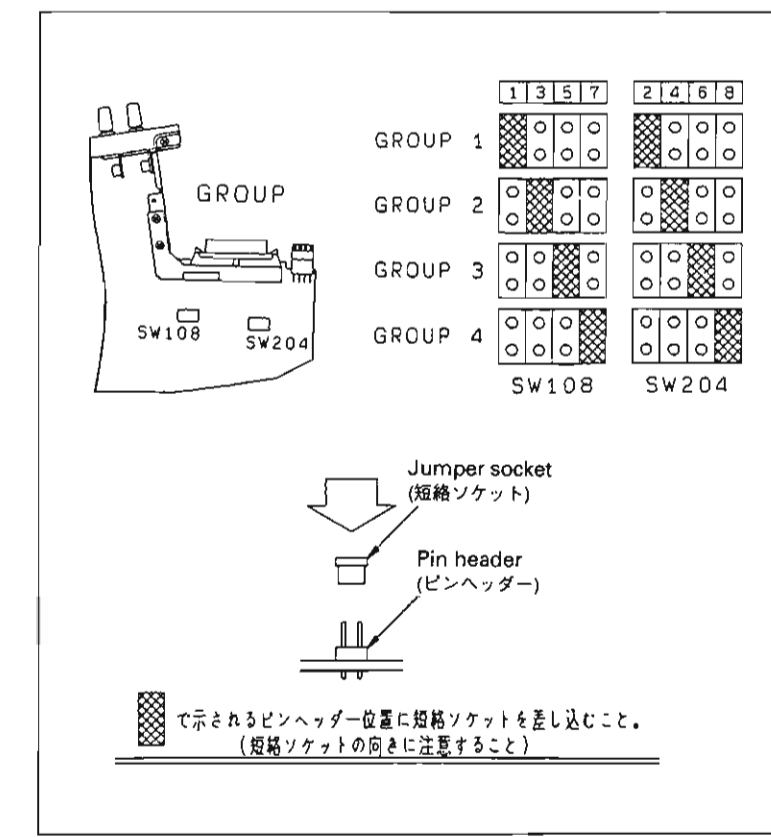 1 3 5 7 2 4 6 8
GROUP 1
GROUP 2
GROUP 3
GROUP 4
SW108 SW204
GROUP
SW108
SW204
Jumper socket
(短絡ソケット)
Pin header
(ピンヘッダー)
で示されるピンヘッダー位置に短絡ソケットを差し込むこと。
(短絡ソケットの向きに注意すること)